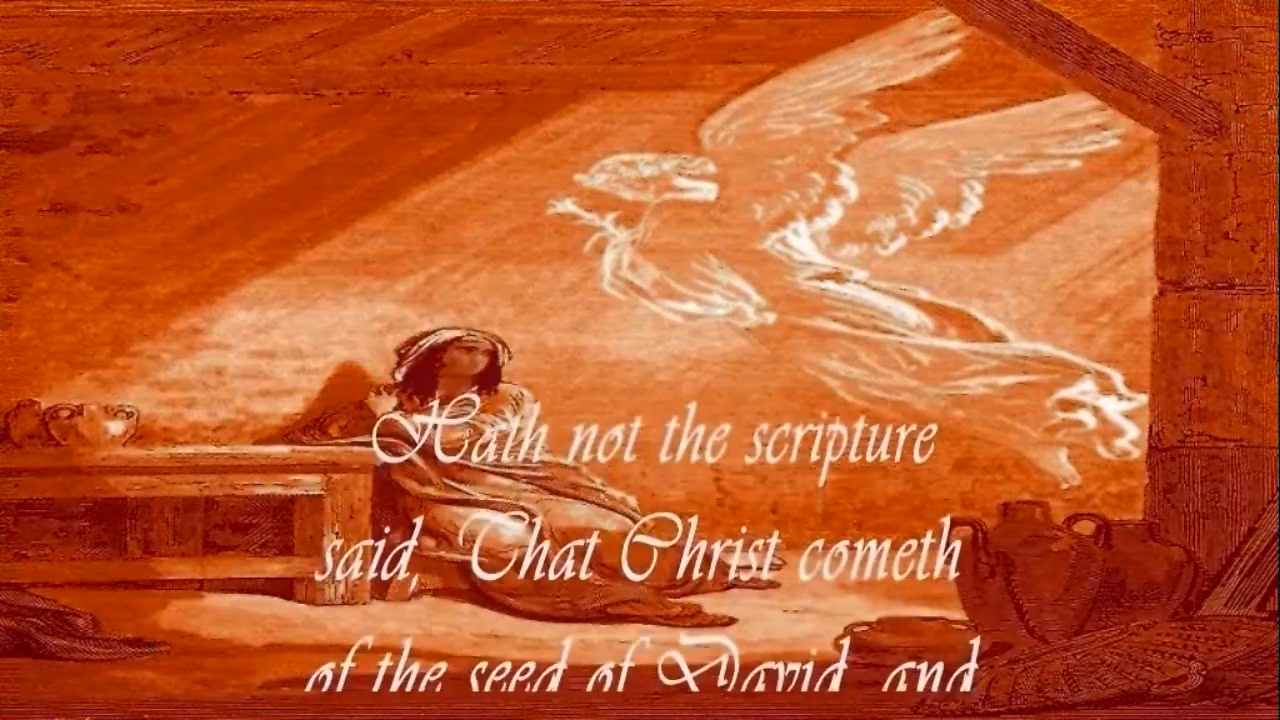 Hath not the scripture
said, That Christ cometh
of the seed of David, and